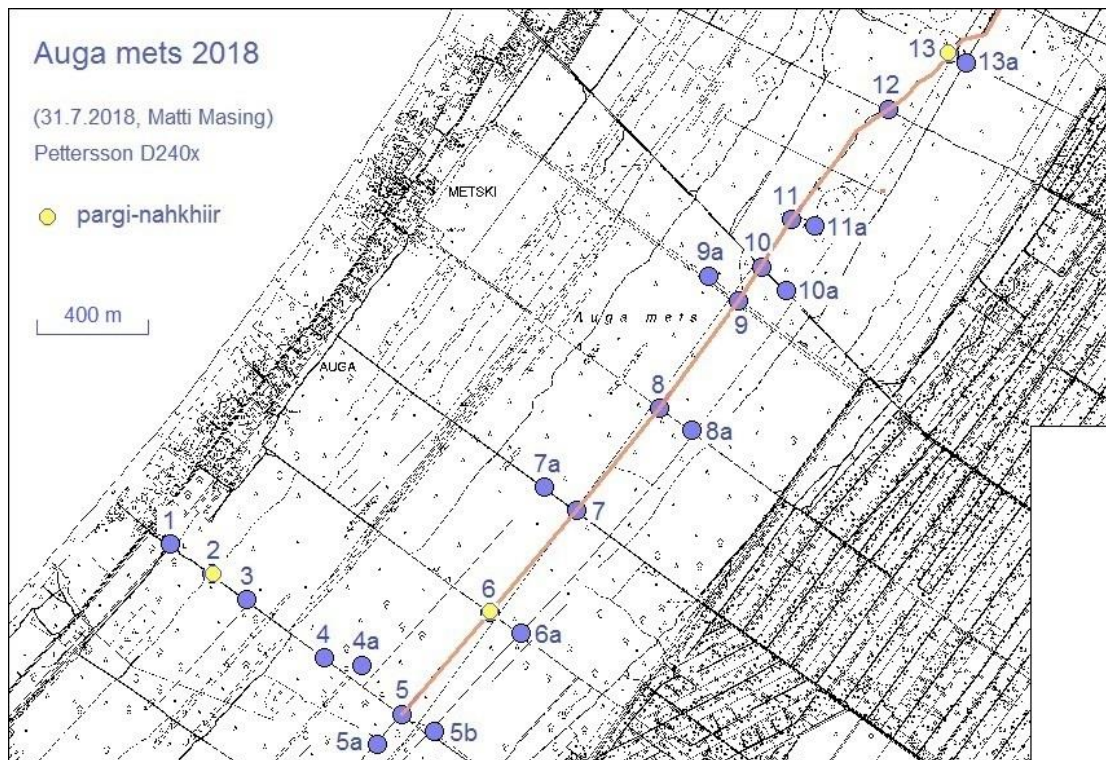 Auga mets 2018
(31.7.2018, Matti Masing)
Pettersson D240x
pargi-nahkhiir
400 m
METSKI
AUGA
Auga mets
13
13a
12
11
11a
10
9a
10a
9
8
8a
7a
7
1
2
3
6
6a
4
4a
5
5a
5b